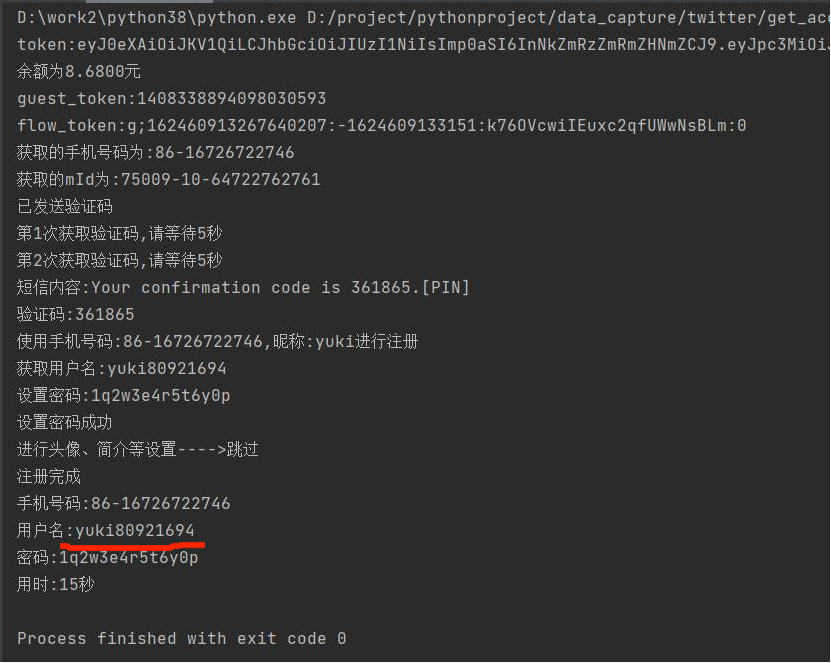 D:\work2\python38\python.exe D:/project/pythonproject/data_capture/twitter/get_acc
token:eyJ0eXAiOiJKV1QiLCJhbGciOiJIUzI1NiIsImp0aSI6InNkZmRzZmRmZHNmZCJ9.eyJpc3MiOiJ
余额为8.6800元
guest_token:1408338894098030593
flow_token:g;162460913267640207:-1624609133151:k76OVcwiIEuxc2qfUWwNsBLm:0
获取的手机号码为:86-16726722746
获取的mId为:75009-10-64722762761
已发送验证码
第1次获取验证码,请等待5秒
第2次获取验证码,请等待5秒
短信内容:Your confirmation code is 361865.[PIN]
验证码:361865
使用手机号码:86-16726722746,昵称:yuki进行注册
获取用户名:yuki80921694
设置密码:1q2w3e4r5t6y0p
设置密码成功
进行头像、简介等设置---->跳过
注册完成
手机号码:86-16726722746
用户名:yuki80921694
密码:1q2w3e4r5t6y0p
用时:15秒
Process finished with exit code 0